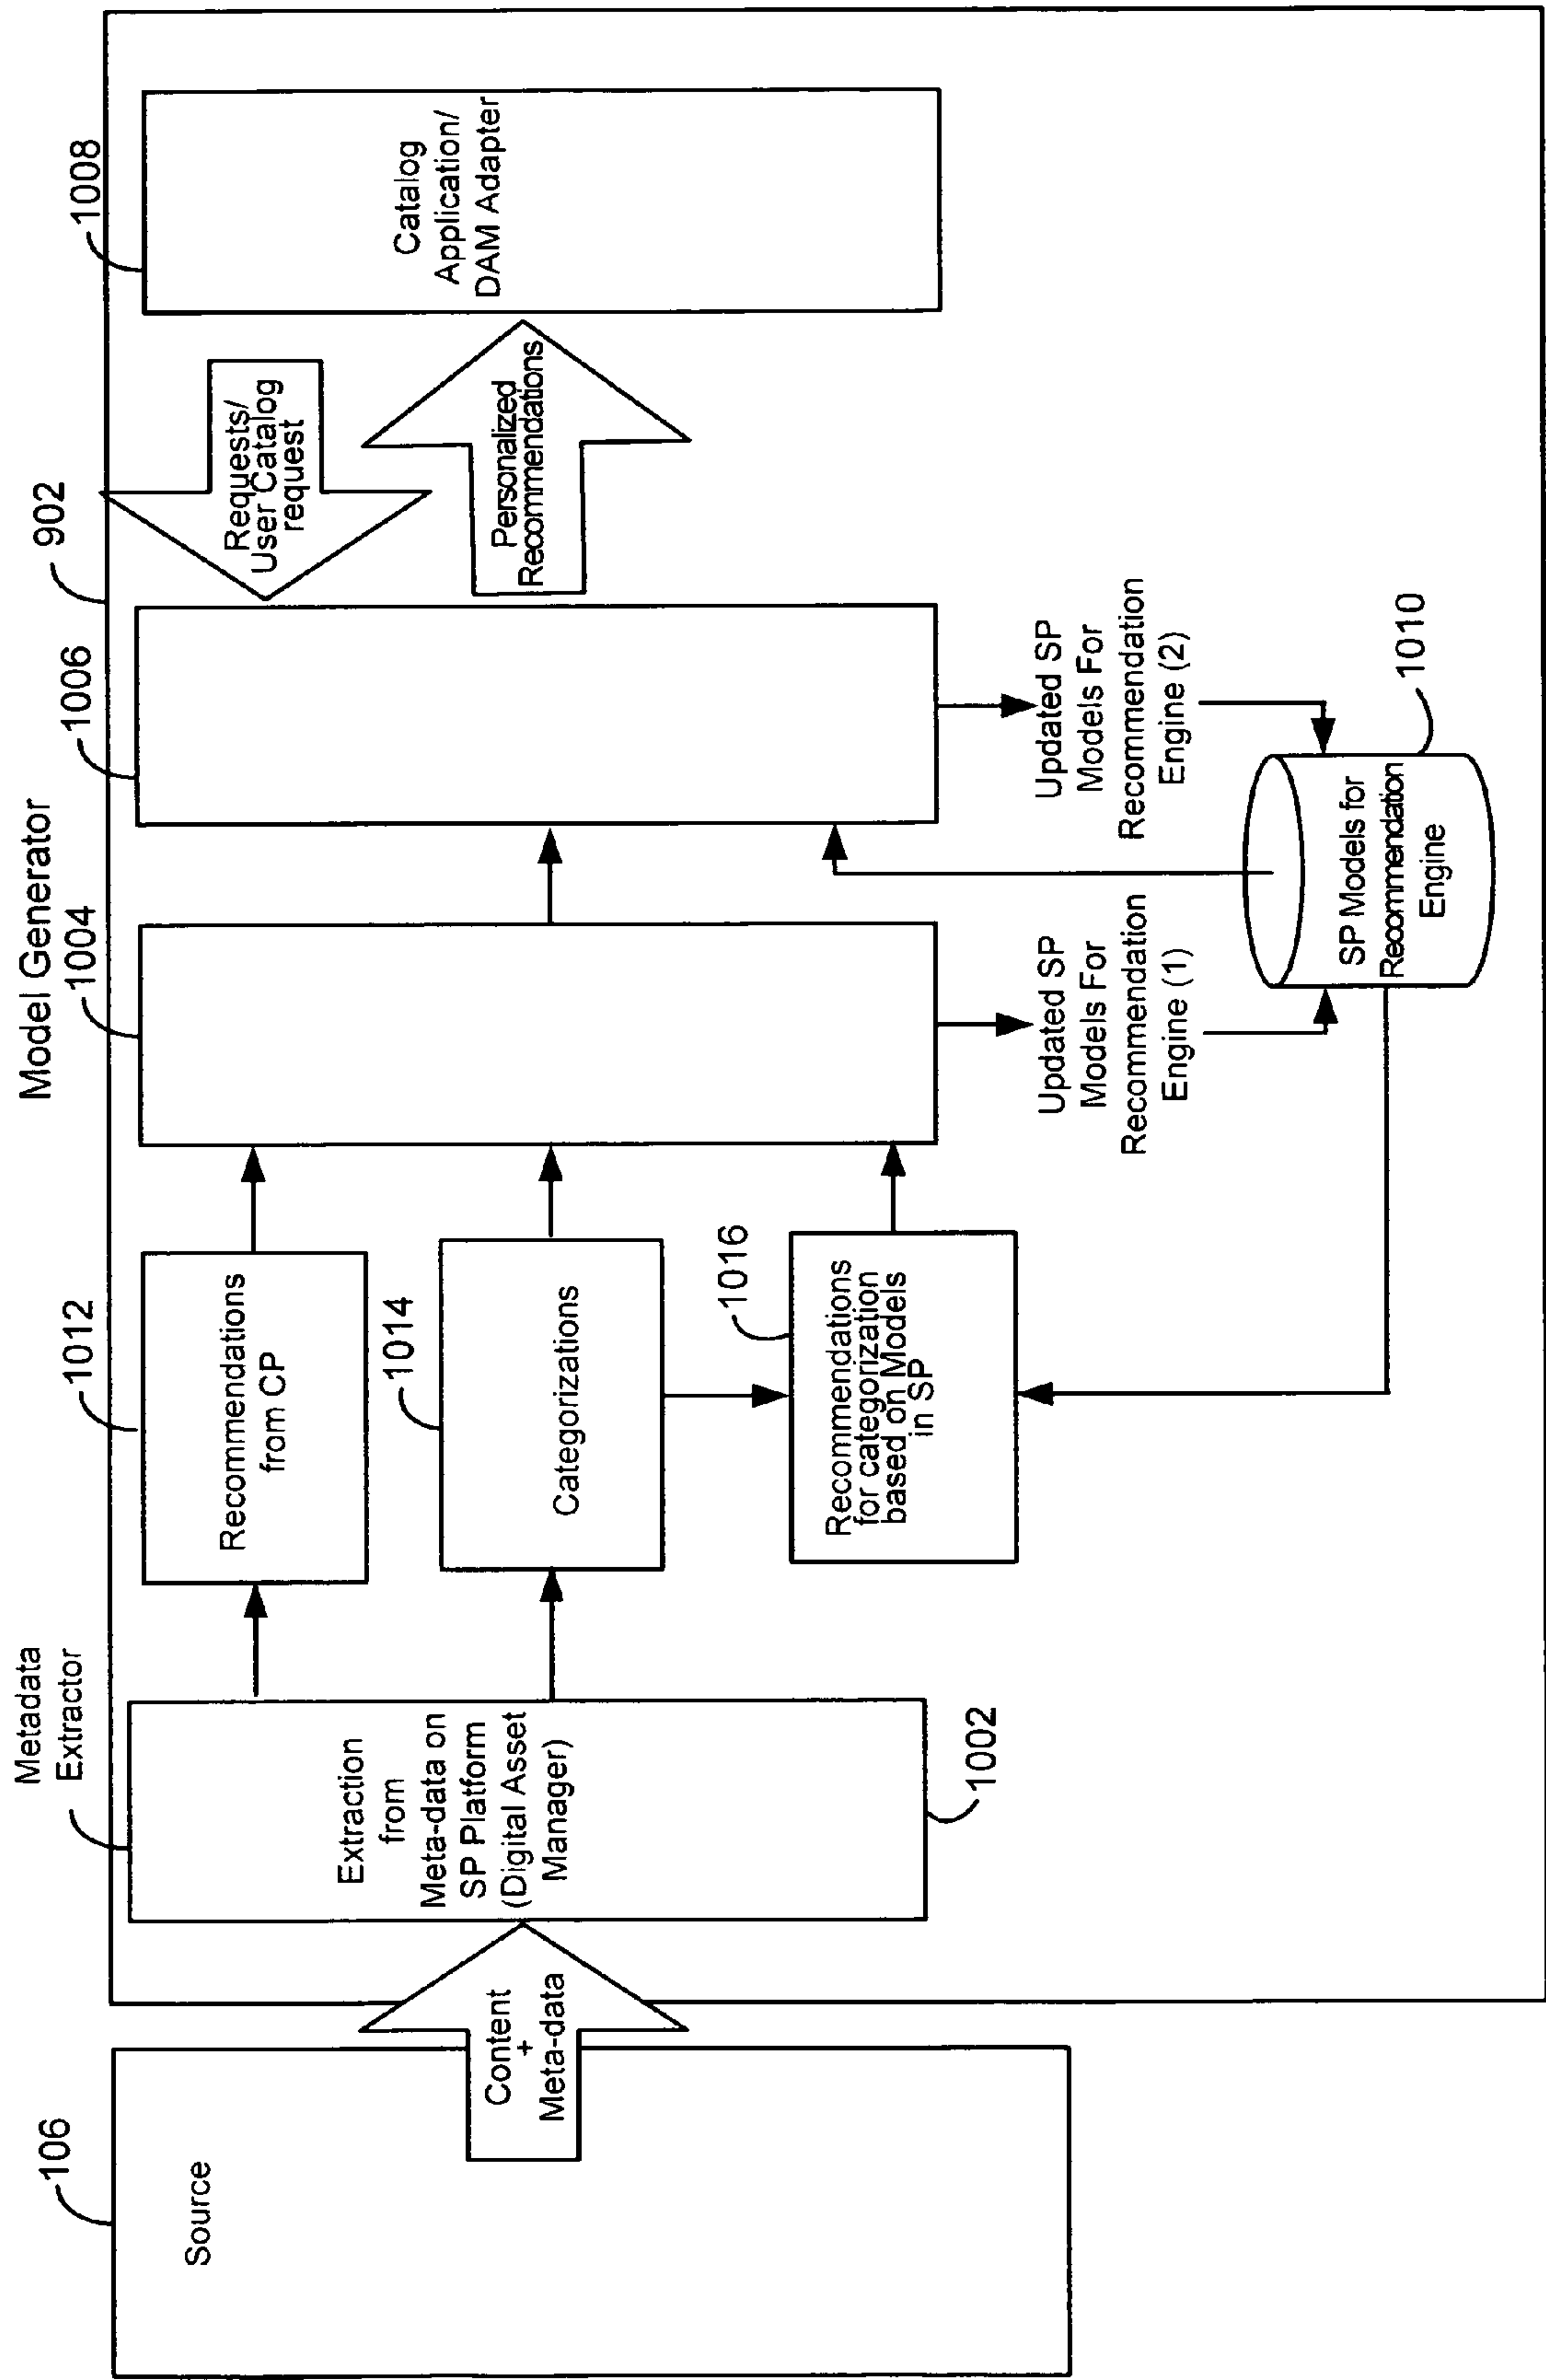 106
Source
Content
+
Meta-data
Metadata
Extractor
Extraction
from
Meta-data on
SP Platform
(Digital Asset
Manager)
1002
1012
Recommendations
from CP
1014
Categorizations
1016
Recommendations
for categorization
based on Models
in SP
Model Generator
1004
Updated SP
Models For
Recommendation
Engine (1)
1006
Updated SP
Models For
Recommendation
Engine (2)
SP Models for
Recommendation
Engine
1010
902
Requests/
User Catalog
request
Personalized
Recommendations
1008
Catalog
Application/
DAM Adapter